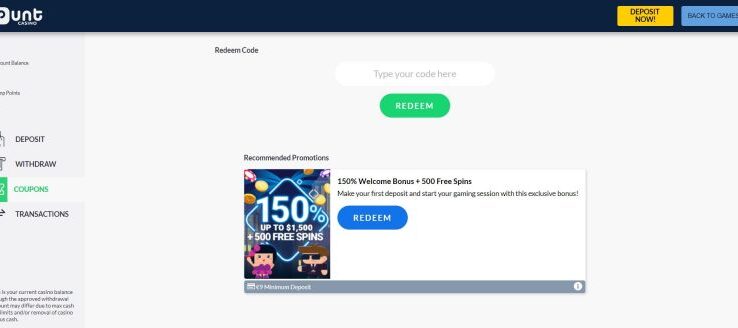 ount
CASINO
DEPOSIT
NOW!
BACK TO GAMES
ount Balance
mp Points
DEPOSIT
WITHDRAW
COUPONS
TRANSACTIONS
Redeem Code
Type your code here
REDEEM
Recommended Promotions
150%
UP TO $1,500
+ 500 FREE SPINS
150% Welcome Bonus + 500 Free Spins
Make your first deposit and start your gaming session with this exclusive bonus!
REDEEM
€9 Minimum Deposit
is your current casino balance
ugh the approved withdrawal
ount may differ due to max cash
limits and/or removal of casino
us cash.